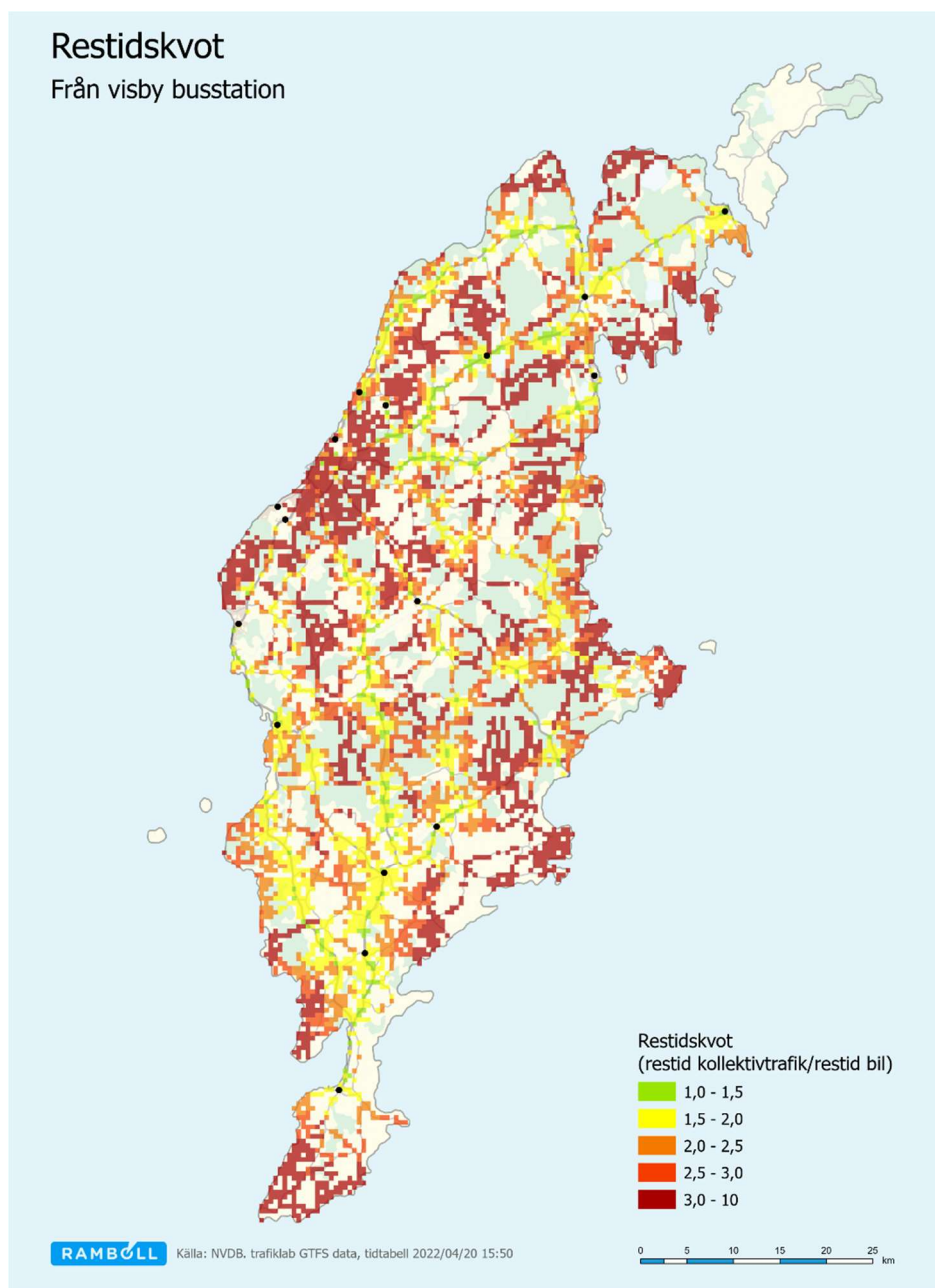 Restidskvot
Från visby busstation
Restidskvot
(restid kollektivtrafik/restid bil)
1,0 - 1,5
1,5 - 2,0
2,0 - 2,5
2,5 - 3,0
3,0 - 10
RAMBOLL Källa: NVDB. trafiklab GTFS data, tidtabell 2022/04/20 15:50
0 5 10 15 20 25
km